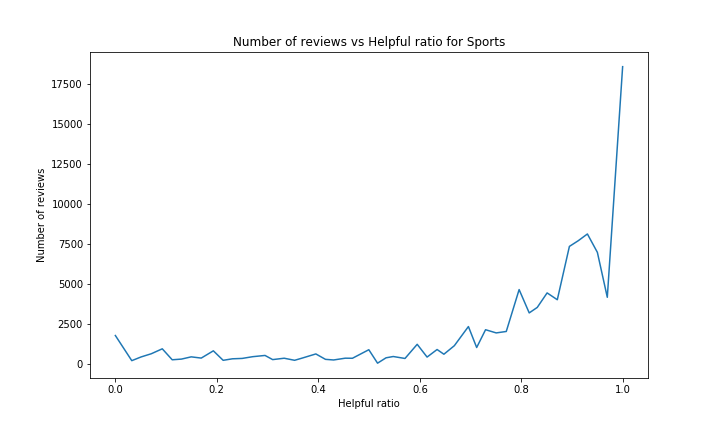 Number of reviews vs Helpful ratio for Sports
17500
15000
12500
10000
7500
5000
2500
0
Number of reviews
0.0 0.2 0.4 0.6 0.8 1.0
Helpful ratio